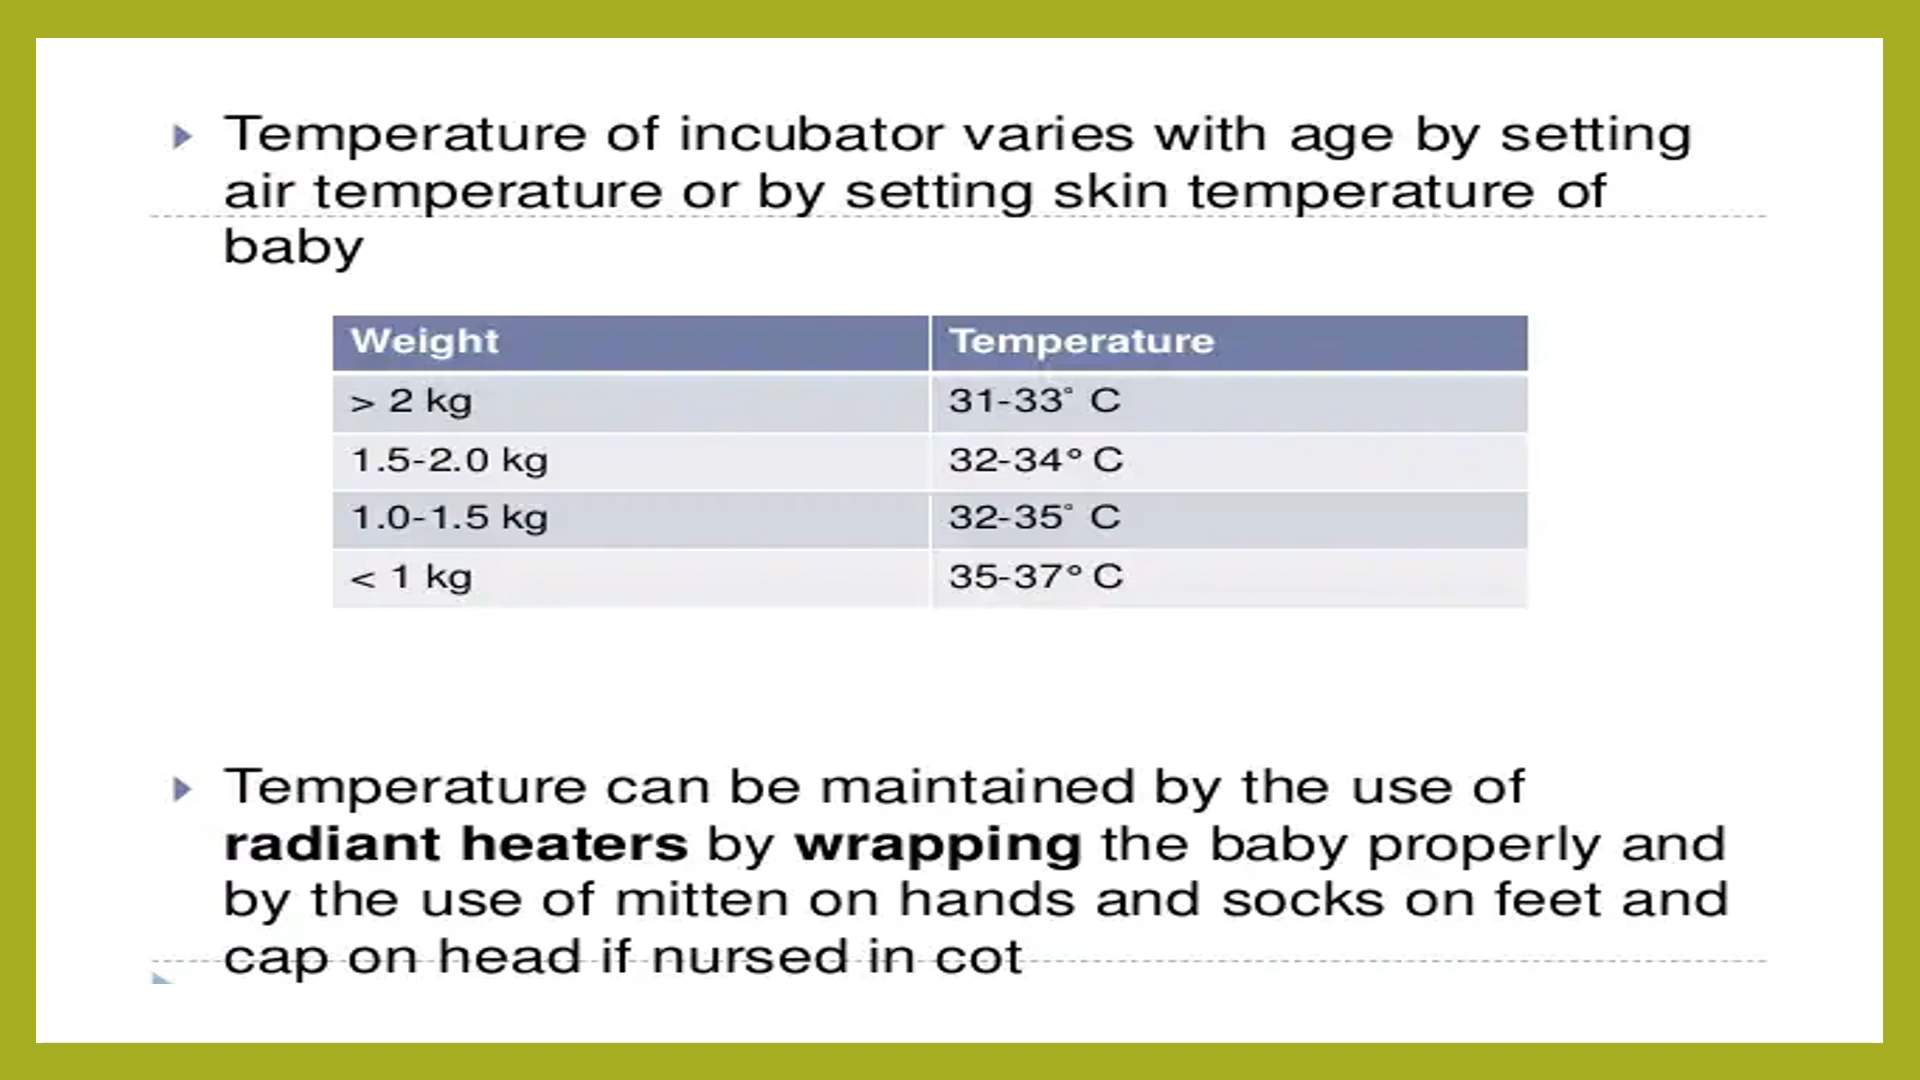 Temperature of incubator varies with age by setting
air temperature or by setting skin temperature of
baby
Weight Temperature
> 2 kg 31-33° C
1.5-2.0 kg 32-34° C
1.0-1.5 kg 32-35° C
< 1 kg 35-37° C
Temperature can be maintained by the use of
radiant heaters by wrapping the baby properly and
by the use of mitten on hands and socks on feet and
cap on head if nursed in cot